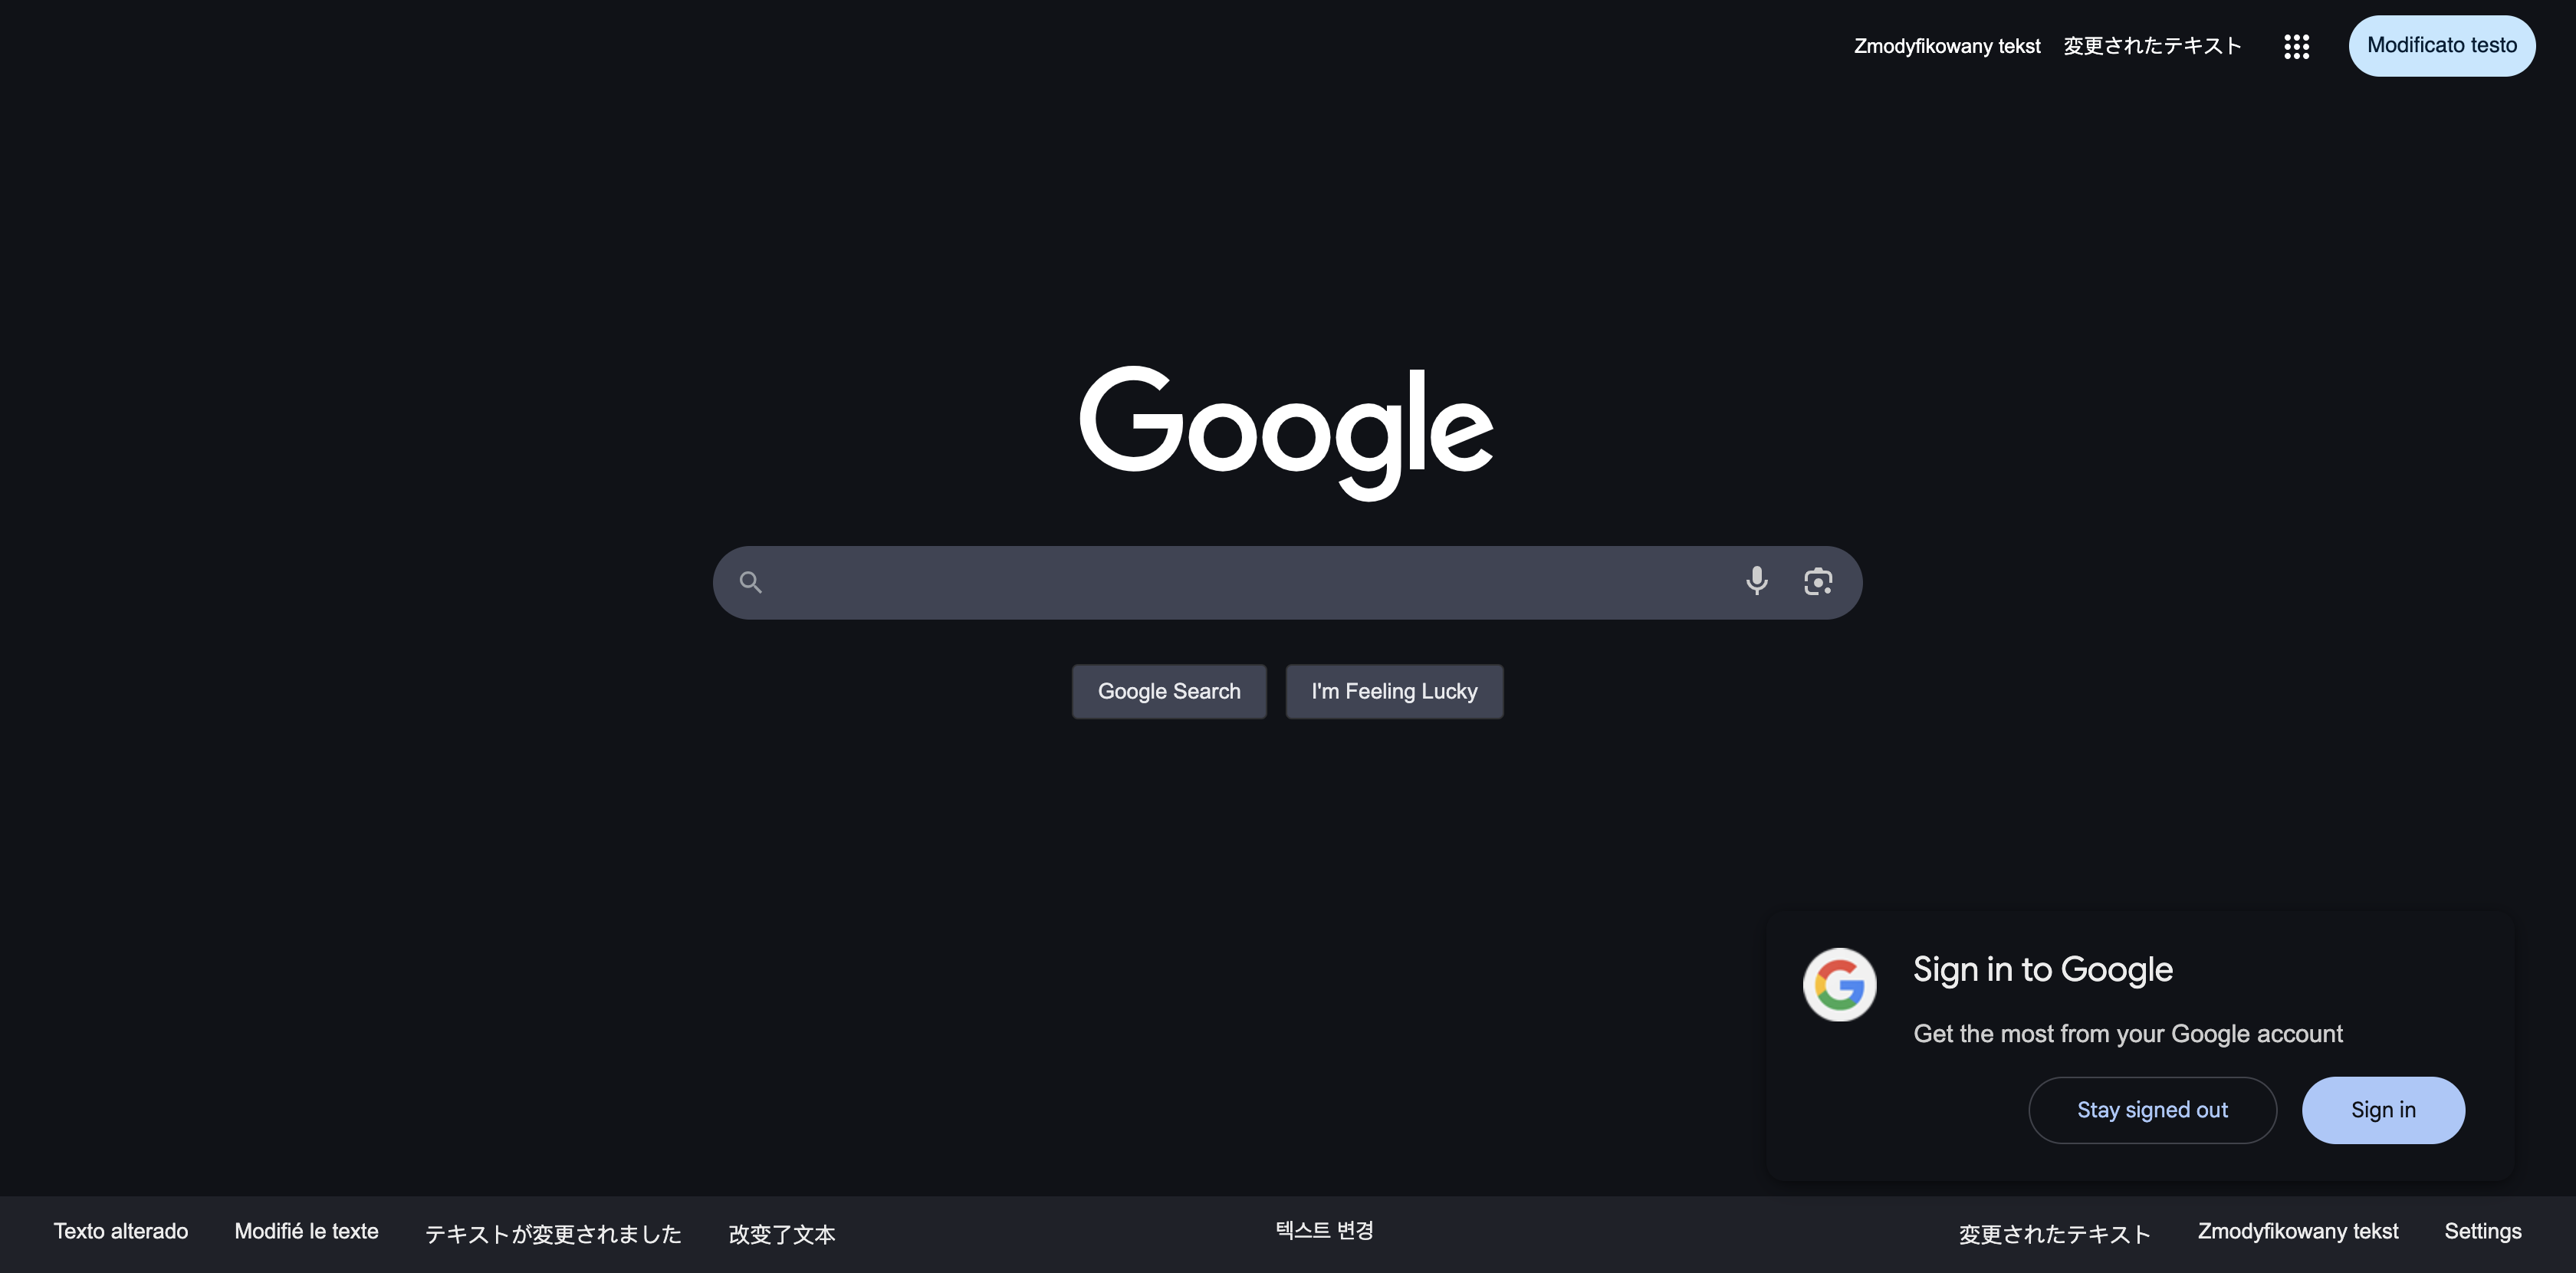 Zmodyfikowany tekst 変更されたテキスト Modificato testo
Google
Google Search I'm Feeling Lucky
Sign in to Google
Get the most from your Google account
Stay signed out Sign in
Texto alterado Modifié le texte テキストが変更されました 改变了文本 텍스트 변경 変更されたテキスト Zmodyfikowany tekst Settings